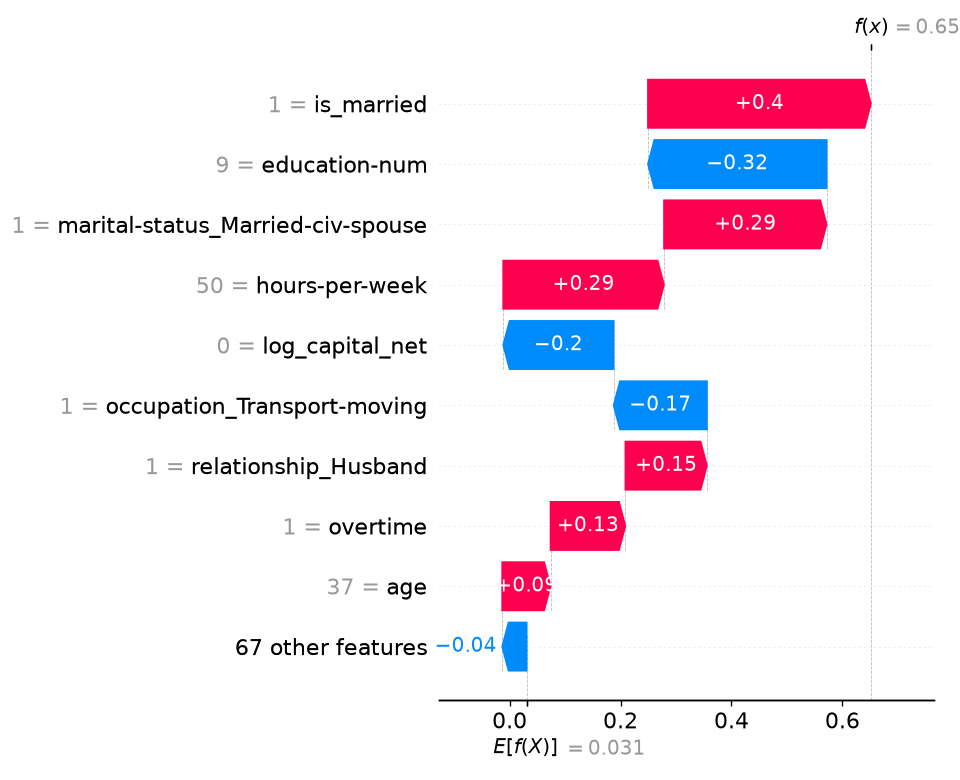 f(x) = 0.65
1 = is_married
+0.4
9 = education-num
−0.32
1 = marital-status_Married-civ-spouse
+0.29
50 = hours-per-week
+0.29
0 = log_capital_net
−0.2
1 = occupation_Transport-moving
−0.17
1 = relationship_Husband
+0.15
1 = overtime
+0.13
37 = age
+0.09
67 other features
−0.04
0.0 0.2 0.4 0.6
E[f(X)] = 0.031